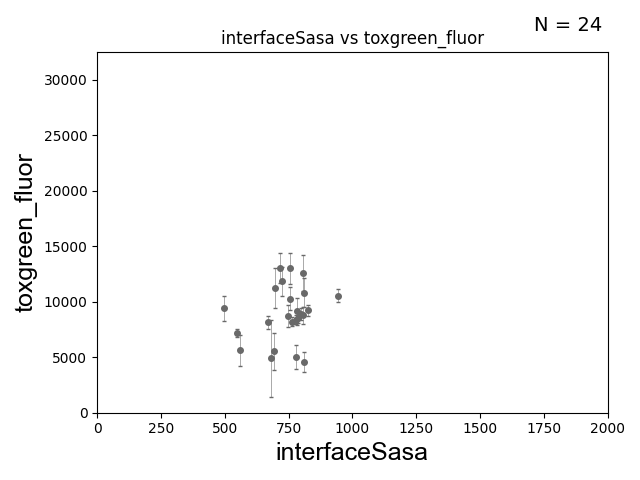 N = 24
interfaceSasa vs toxgreen_fluor
30000
25000
20000
15000
10000
5000
0
toxgreen_fluor
0 250 500 750 1000 1250 1500 1750 2000
interfaceSasa